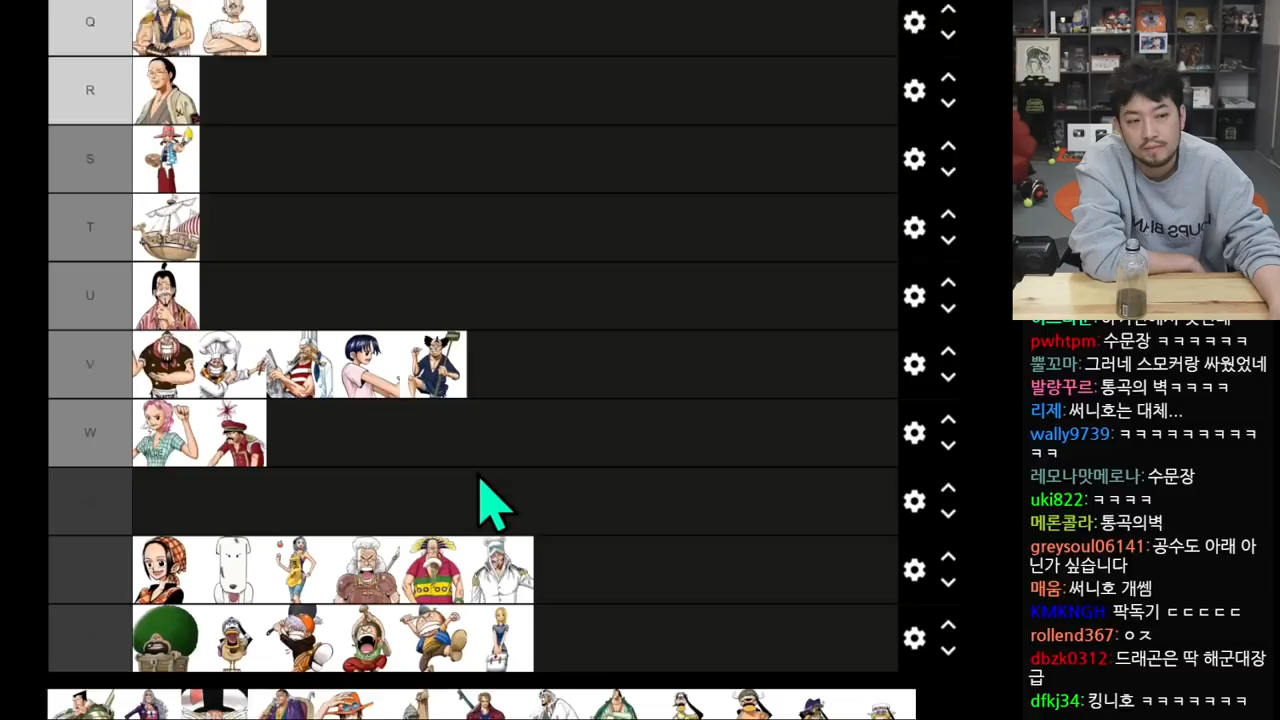 Q
R
S
T
U
V
W
pwhtpm: 수문장 ㅋㅋㅋㅋㅋㅋ
뿔꼬마: 그러네 스모커랑 싸웠었네
발랑꾸르: 통곡의 벽ㅋㅋㅋㅋ
리제: 써니호는 대체...
wally9739: ㅋㅋㅋㅋㅋㅋㅋㅋㅋ
ㅋㅋ
레모나맛메로나: 수문장
uki822: ㅋㅋㅋㅋ
메론콜라: 통곡의벽
greysoul06141: 공수도 아래 아
닌가 싶습니다
매움: 써니호 개쎔
KMKNGH: 팍독기 ㄷㄷㄷㄷㄷ
rollend367: ㅇㅈ
dbzk0312: 드래곤은 딱 해군대장
급
dfkj34: 킹니호 ㅋㅋㅋㅋㅋㅋㅋ